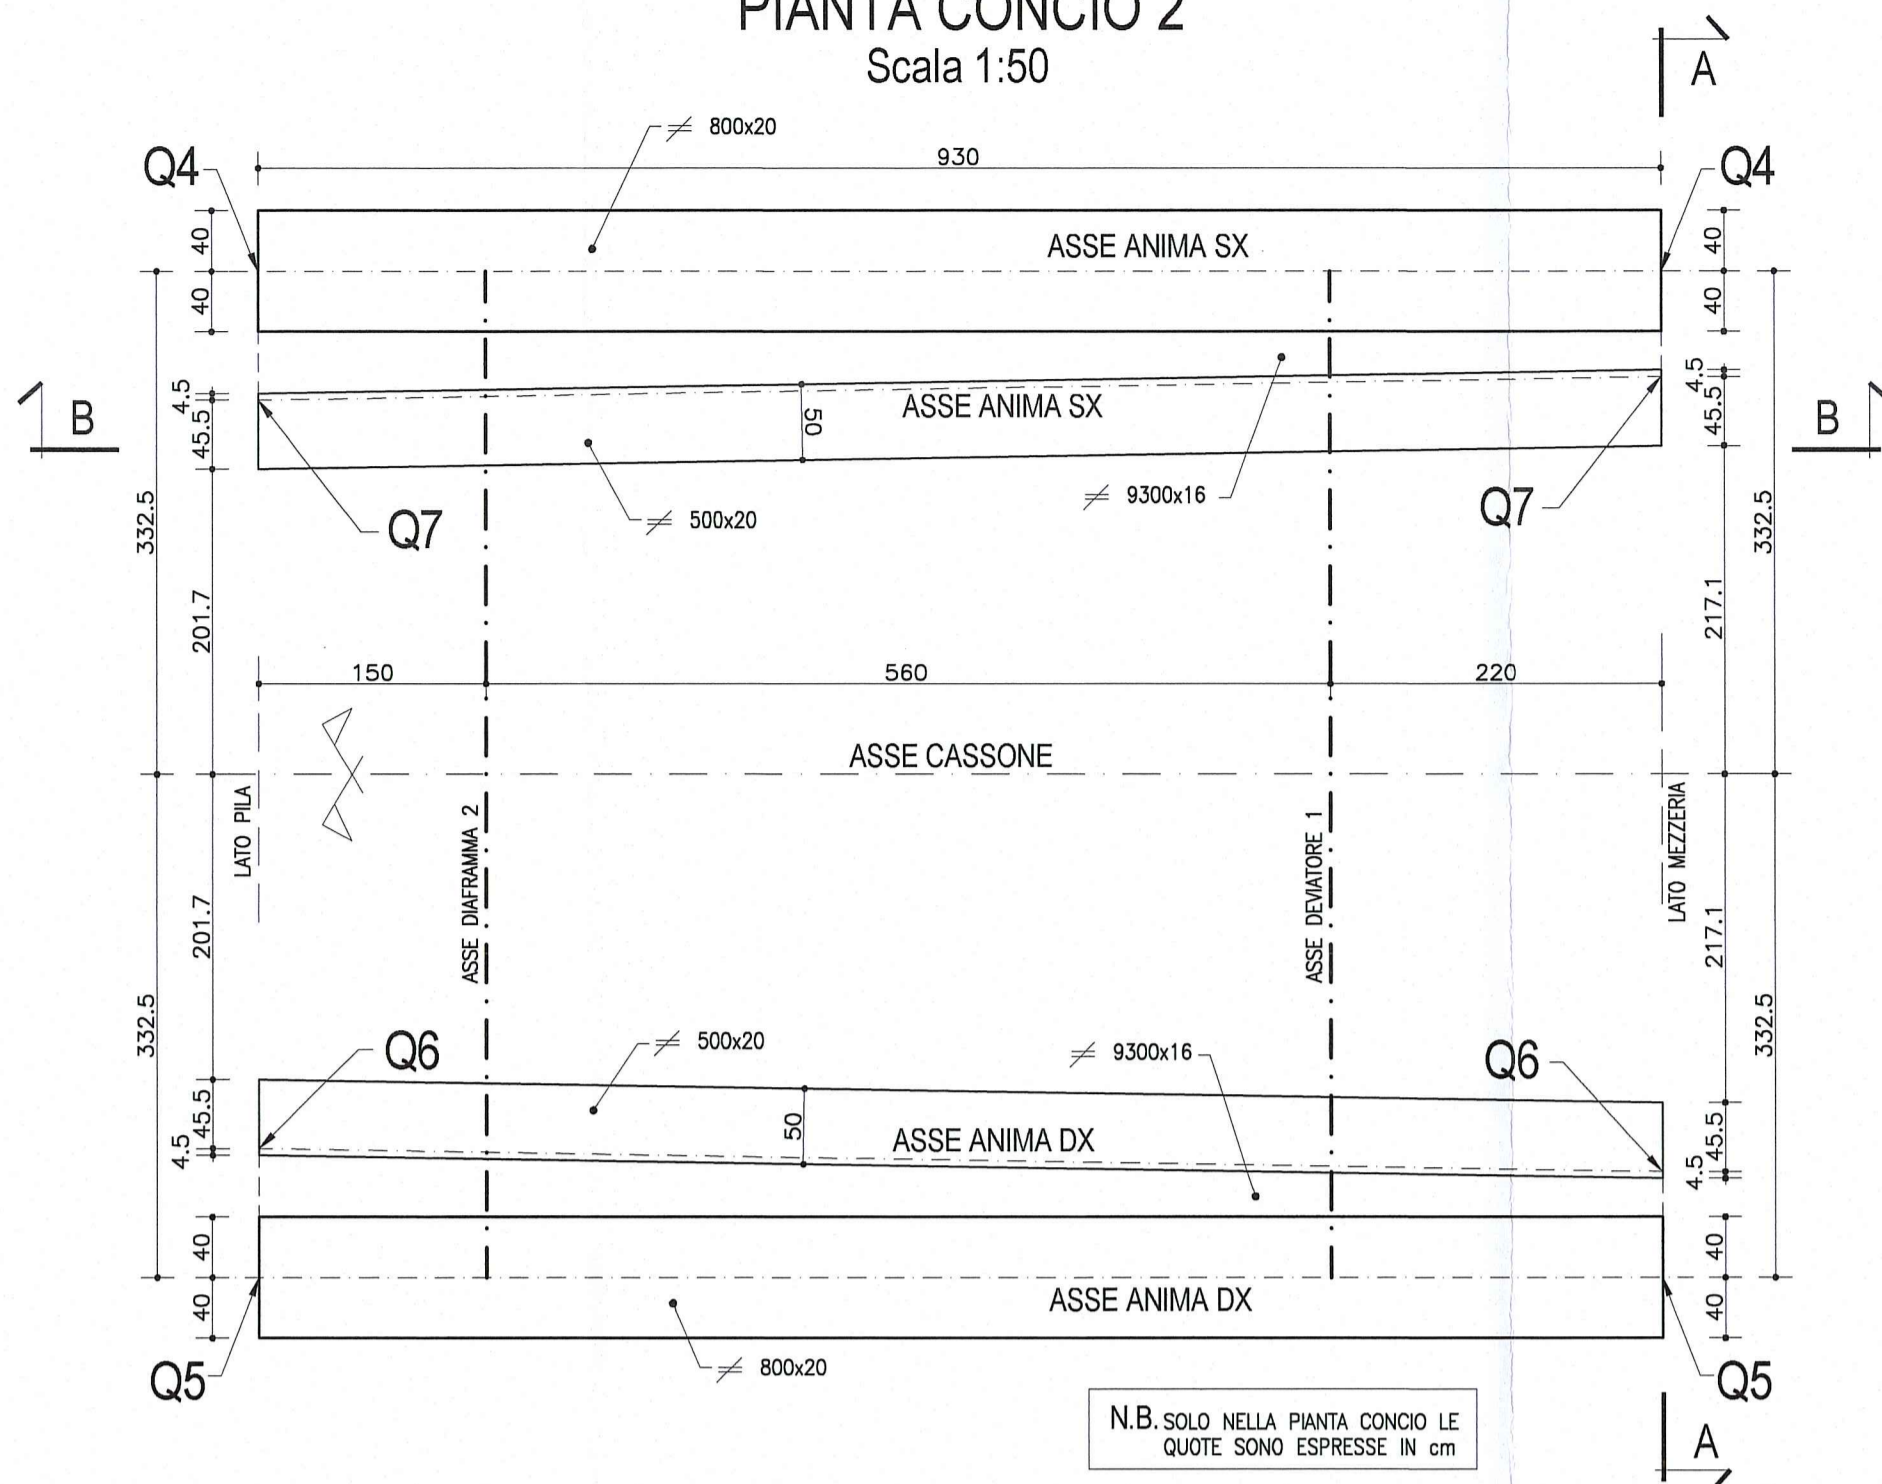 PIANTA CONCIO 2
Scala 1:50
A
800x20
930
Q4
Q4
40
ASSE ANIMA SX
40
40
40
4.5
4.5
B
ASSE ANIMA SX
50
45.5
45.5
B
9300x16
Q7
500x20
Q7
332.5
332.5
201.7
217.1
150
560
220
ASSE CASSONE
LATO PILA
ASSE DIAFRAMMA 2
ASSE DEVIATORE 1
LATO MEZZERIA
201.7
217.1
332.5
332.5
Q6
500x20
9300x16
Q6
45.5
50
ASSE ANIMA DX
45.5
4.5
4.5
40
40
40
ASSE ANIMA DX
40
Q5
800x20
Q5
N.B. SOLO NELLA PIANTA CONCIO LE
QUOTE SONO ESPRESSE IN cm
A